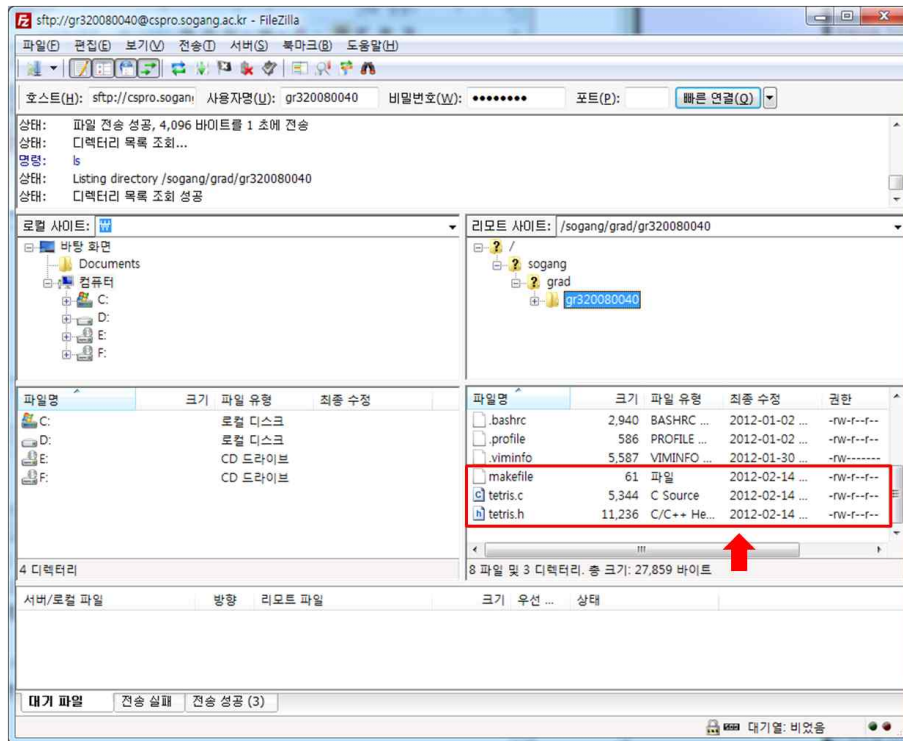 sftp://gr320080040@cspro.sogang.ac.kr - FileZilla
파일(F) 편집(E) 보기(V) 전송(T) 서버(S) 북마크(B) 도움말(H)
호스트(H): sftp://cspro.sogan 사용자명(U): gr320080040 비밀번호(W): ●●●●●●●● 포트(P): 빠른 연결(Q)
상태: 파일 전송 성공, 4,096 바이트를 1 초에 전송
상태: 디렉터리 목록 조회...
명령: ls
상태: Listing directory /sogang/grad/gr320080040
상태: 디렉터리 목록 조회 성공
로컬 사이트: ₩
바탕 화면
Documents
컴퓨터
C:
D:
E:
F:
리모트 사이트: /sogang/grad/gr320080040
/
sogang
grad
gr320080040
파일명 크기 파일 유형 최종 수정
C: 로컬 디스크
D: 로컬 디스크
E: CD 드라이브
F: CD 드라이브
4 디렉터리
파일명 크기 파일 유형 최종 수정 권한
.bashrc 2,940 BASHRC ... 2012-01-02 ... -rw-r--r--
.profile 586 PROFILE ... 2012-01-02 ... -rw-r--r--
.viminfo 5,587 VIMINFO ... 2012-01-30 ... -rw-------
makefile 61 파일 2012-02-14 ... -rw-r--r--
tetris.c 5,344 C Source 2012-02-14 ... -rw-r--r--
tetris.h 11,236 C/C++ He... 2012-02-14 ... -rw-r--r--
8 파일 및 3 디렉터리. 총 크기: 27,859 바이트
서버/로컬 파일 방향 리모트 파일 크기 우선 ... 상태
대기 파일 전송 실패 전송 성공 (3)
대기열: 비었음